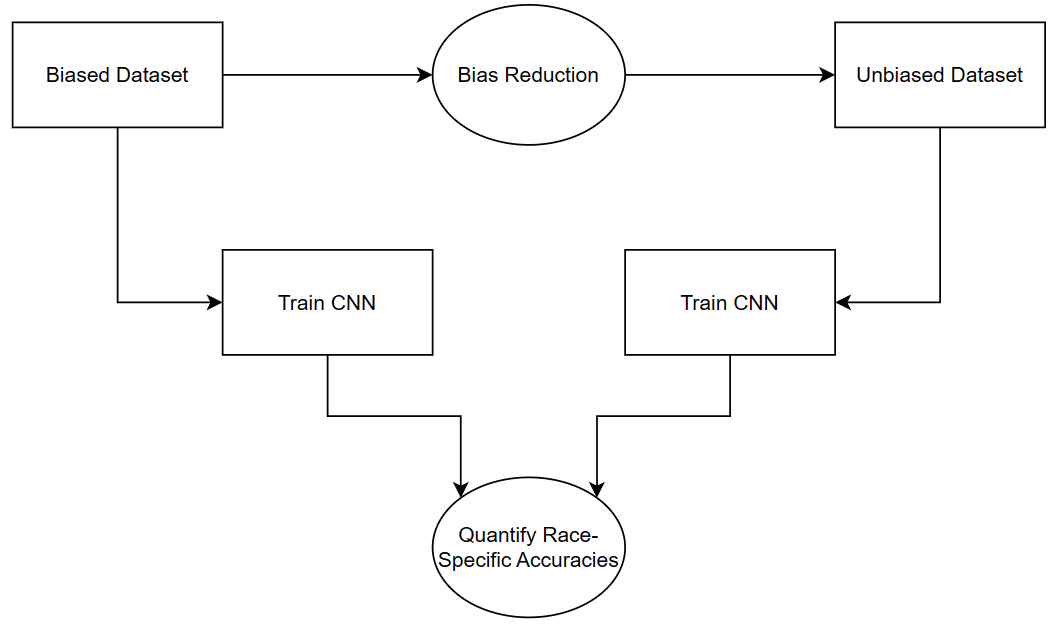 Biased Dataset
Bias Reduction
Unbiased Dataset
Train CNN
Train CNN
Quantify Race-
Specific Accuracies